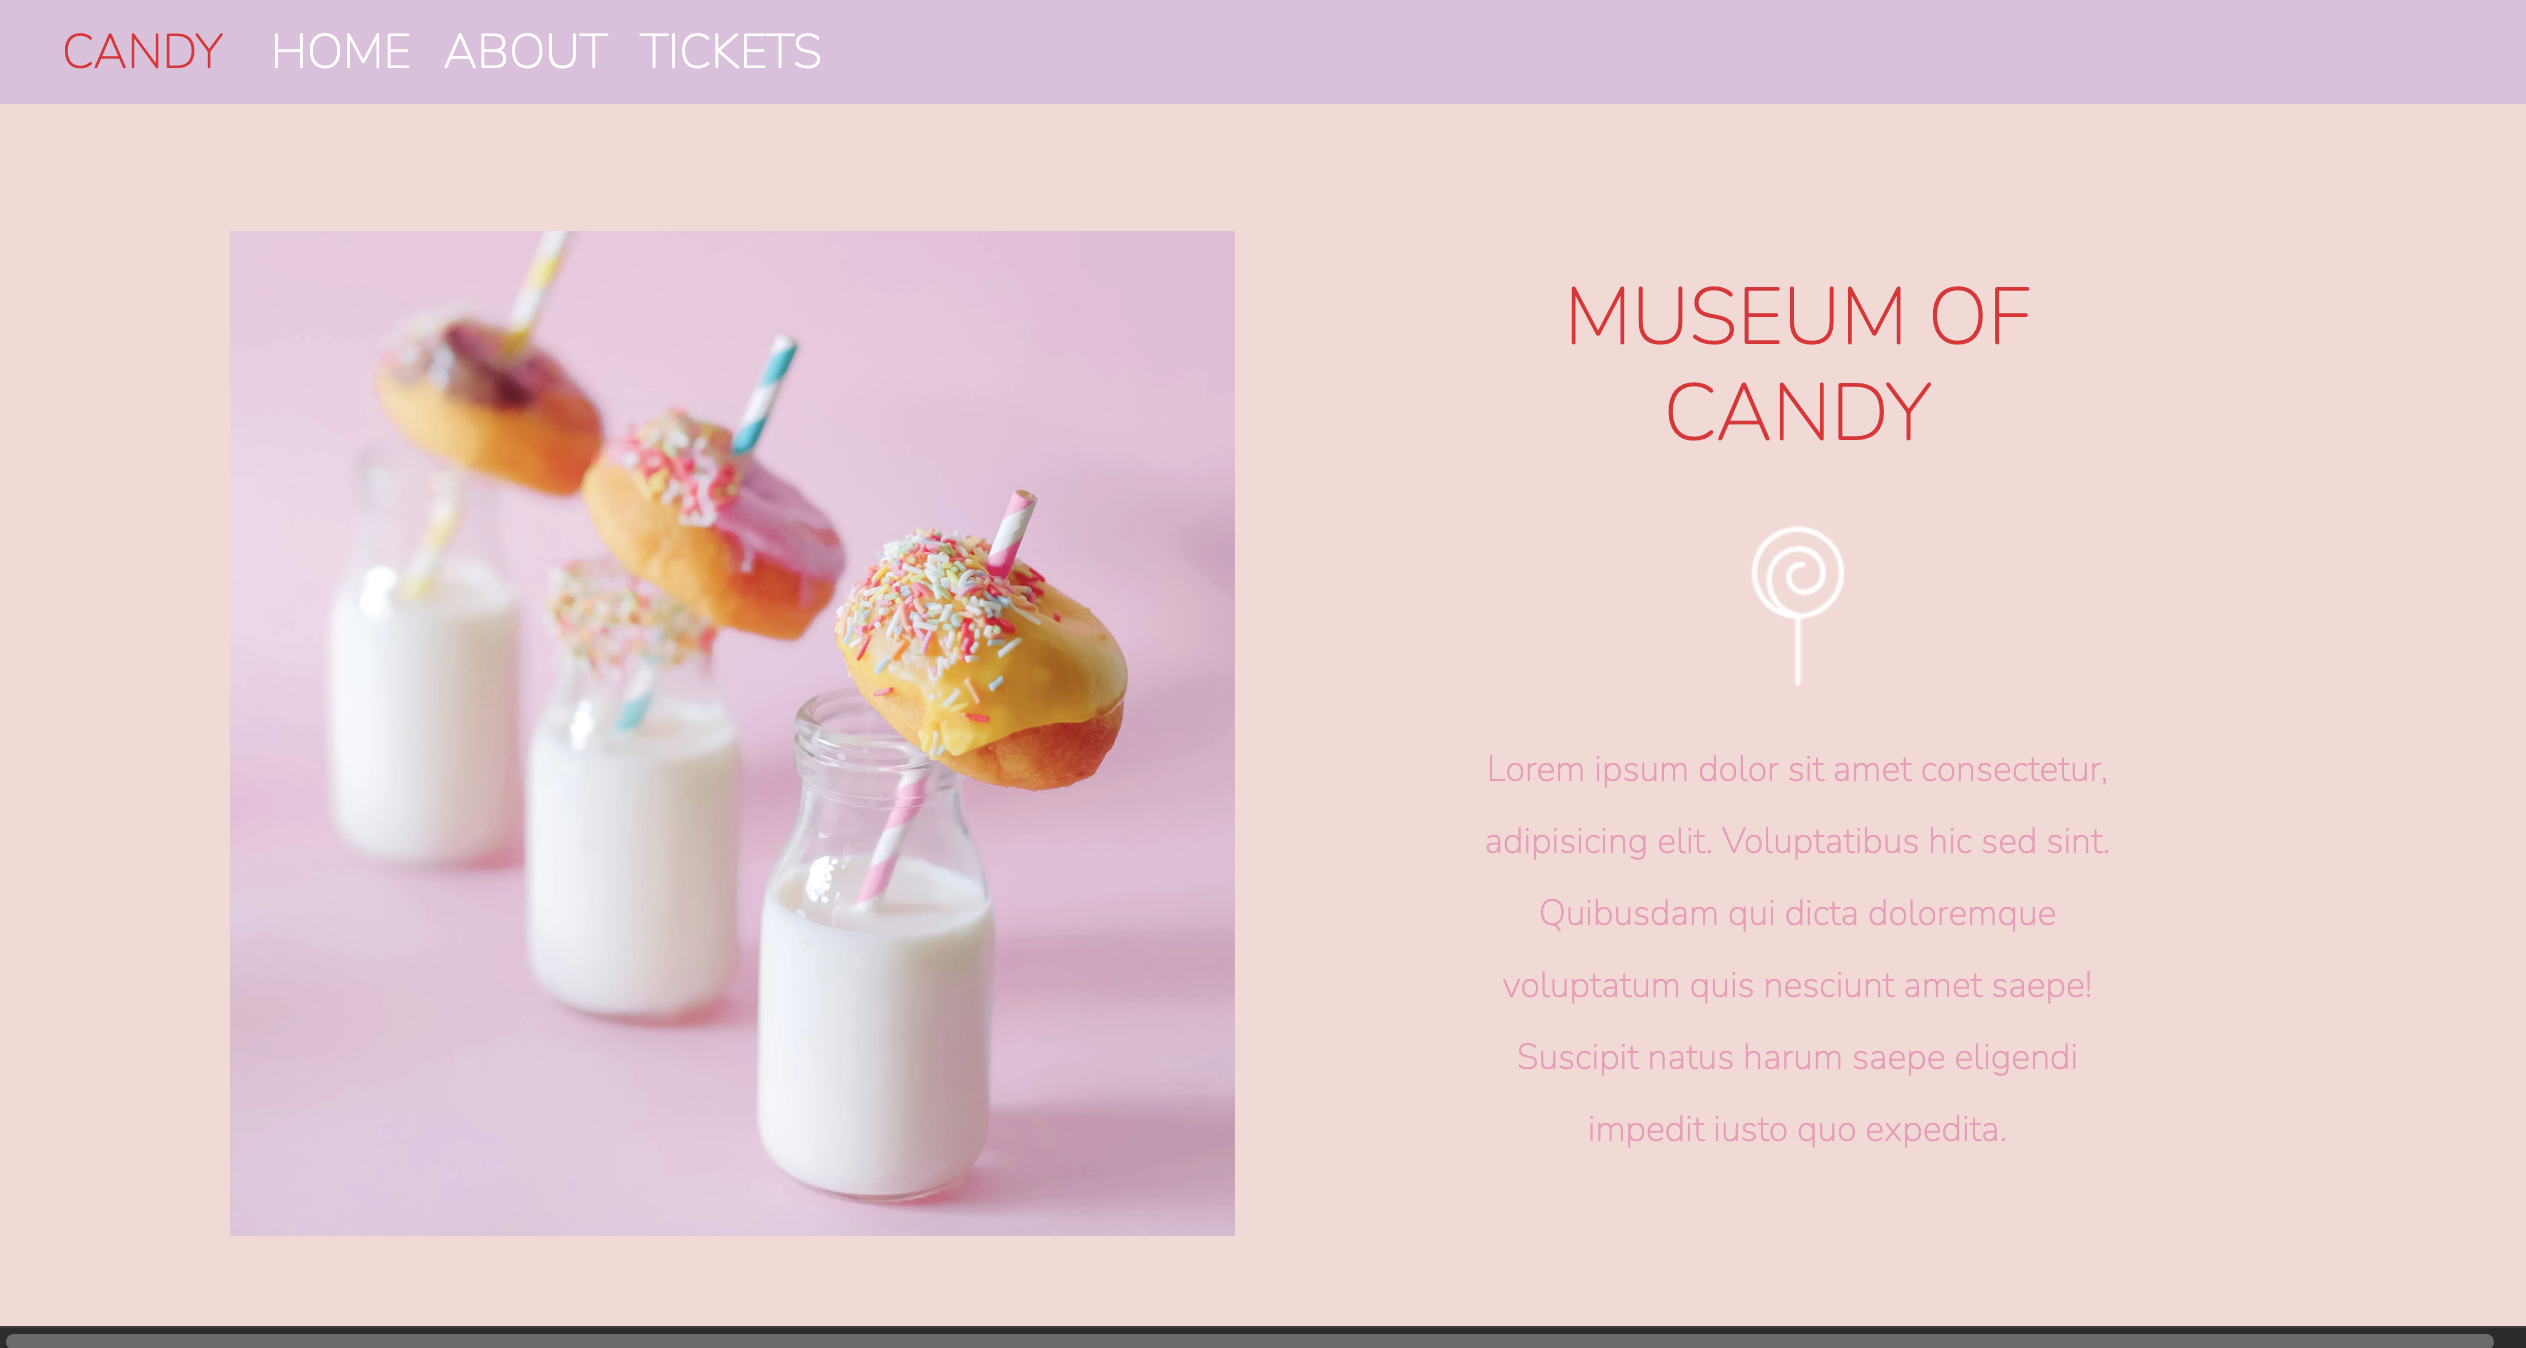 CANDY HOME ABOUT TICKETS
MUSEUM OF
CANDY
Lorem ipsum dolor sit amet consectetur,
adipisicing elit. Voluptatibus hic sed sint.
Quibusdam qui dicta doloremque
voluptatum quis nesciunt amet saepe!
Suscipit natus harum saepe eligendi
impedit iusto quo expedita.